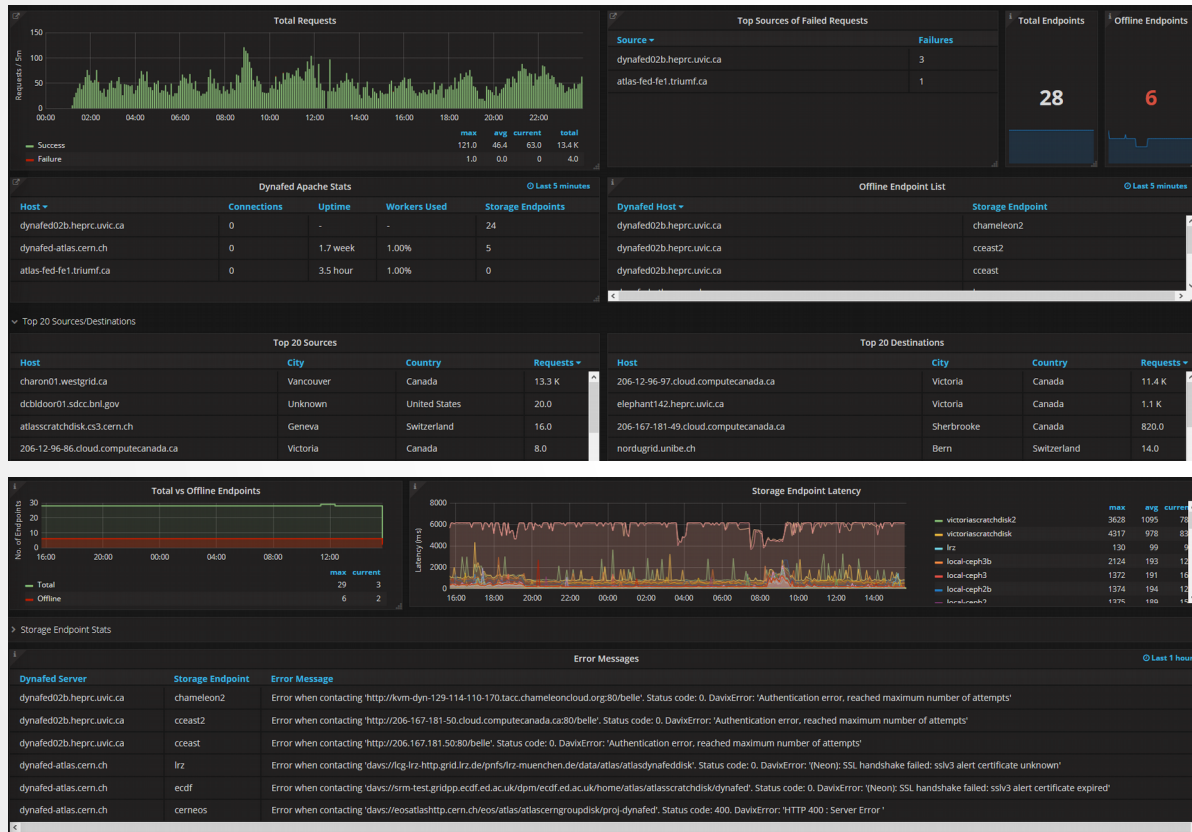 Total Requests
150
100
50
0
Requests / 5m
00:00 02:00 04:00 06:00 08:00 10:00 12:00 14:00 16:00 18:00 20:00 22:00
max avg current total
Success 121.0 46.4 63.0 13.4 K
Failure 1.0 0.0 0 4.0
Top Sources of Failed Requests
Source Failures
dynafed02b.heprc.uvic.ca 3
atlas-fed-fe1.triumf.ca 1
Total Endpoints
28
Offline Endpoints
6
Dynafed Apache Stats Last 5 minutes
Host Connections Uptime Workers Used Storage Endpoints
dynafed02b.heprc.uvic.ca 0 - - 24
dynafed-atlas.cern.ch 0 1.7 week 1.00% 5
atlas-fed-fe1.triumf.ca 0 3.5 hour 1.00% 0
Offline Endpoint List Last 5 minutes
Dynafed Host Storage Endpoint
dynafed02b.heprc.uvic.ca chameleon2
dynafed02b.heprc.uvic.ca cceast2
dynafed02b.heprc.uvic.ca cceast
Top 20 Sources/Destinations
Top 20 Sources
Host City Country Requests
charon01.westgrid.ca Vancouver Canada 13.3 K
dcbldoor01.sdcc.bnl.gov Unknown United States 20.0
atlasscratchdisk.cs3.cern.ch Geneva Switzerland 16.0
206-12-96-86.cloud.computecanada.ca Victoria Canada 8.0
Top 20 Destinations
Host City Country Requests
206-12-96-97.cloud.computecanada.ca Victoria Canada 11.4 K
elephant142.heprc.uvic.ca Victoria Canada 1.1 K
206-167-181-49.cloud.computecanada.ca Sherbrooke Canada 820.0
nordugrid.unibe.ch Bern Switzerland 14.0
Total vs Offline Endpoints
30
20
10
0
No. of Endpoints
16:00 20:00 00:00 04:00 08:00 12:00
max current
Total 29 3
Offline 6 2
Storage Endpoint Latency
8000
6000
4000
2000
0
Latency (ms)
16:00 18:00 20:00 22:00 00:00 02:00 04:00 06:00 08:00 10:00 12:00 14:00
max avg current
victoriascratchdisk2 3628 1095 78
victoriascratchdisk 4317 978 83
lrz 130 99 9
local-ceph3b 2124 193 12
local-ceph3 1372 191 16
local-ceph2b 1374 194 12
local-ceph2 1375 189 15
Storage Endpoint Stats
Error Messages Last 1 hour
Dynafed Server Storage Endpoint Error Message
dynafed02b.heprc.uvic.ca chameleon2 Error when contacting 'http://kvm-dyn-129-114-110-170.tacc.chameleoncloud.org:80/belle'. Status code: 0. DavixError: 'Authentication error, reached maximum number of attempts'
dynafed02b.heprc.uvic.ca cceast2 Error when contacting 'http://206-167-181-50.cloud.computecanada.ca:80/belle'. Status code: 0. DavixError: 'Authentication error, reached maximum number of attempts'
dynafed02b.heprc.uvic.ca cceast Error when contacting 'http://206.167.181.50:80/belle'. Status code: 0. DavixError: 'Authentication error, reached maximum number of attempts'
dynafed-atlas.cern.ch lrz Error when contacting 'davs://lcg-lrz-http.grid.lrz.de/pnfs/lrz-muenchen.de/data/atlas/atlasdynafeddisk'. Status code: 0. DavixError: '(Neon): SSL handshake failed: sslv3 alert certificate unknown'
dynafed-atlas.cern.ch ecdf Error when contacting 'davs://srm-test.gridpp.ecdf.ed.ac.uk/dpm/ecdf.ed.ac.uk/home/atlas/atlasscratchdisk/dynafed'. Status code: 0. DavixError: '(Neon): SSL handshake failed: sslv3 alert certificate expired'
dynafed-atlas.cern.ch cerneos Error when contacting 'davs://eosatlashttp.cern.ch/eos/atlas/atlascerngroupdisk/proj-dynafed'. Status code: 400. DavixError: 'HTTP 400 : Server Error '